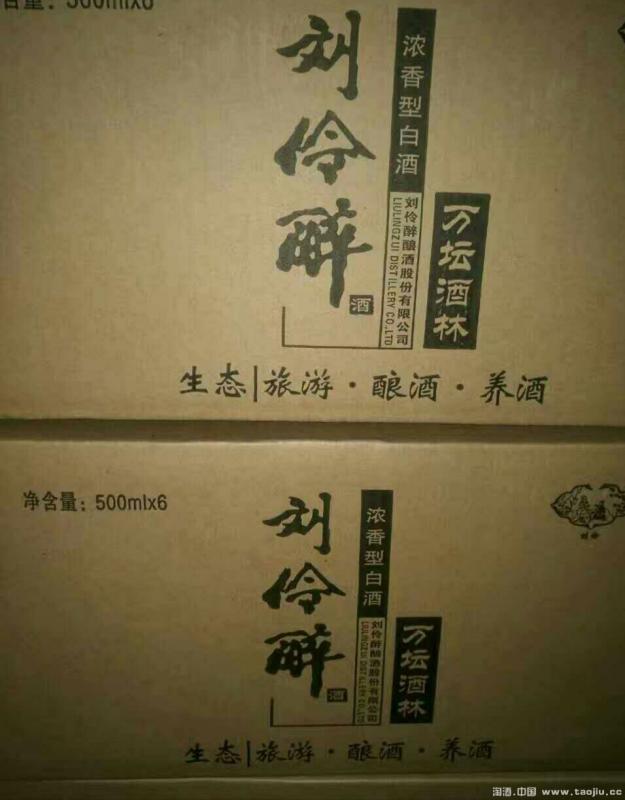 含量：500mlx6
刘伶醉
酒
浓香型白酒
刘伶醉酿酒股份有限公司
LIULINGZUI DISTILLERY CO.,LTD
万坛酒林
生态|旅游·酿酒·养酒
净含量：500mlx6
刘伶醉
酒
浓香型白酒
刘伶醉酿酒股份有限公司
LIULINGZUI DISTILLERY CO.,LTD
万坛酒林
生态|旅游·酿酒·养酒
淘酒.中国 www.taojiu.cc